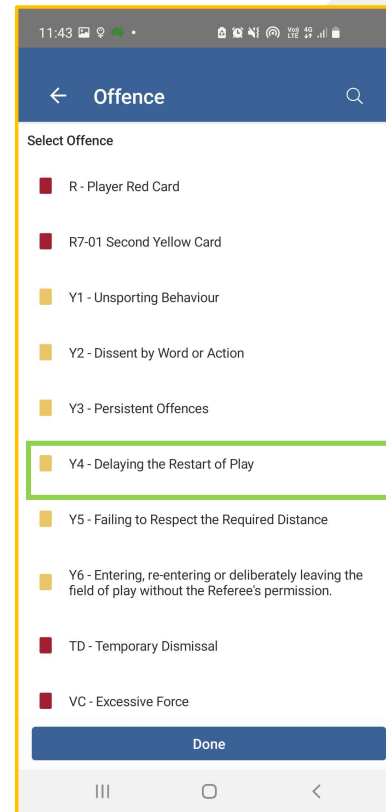 11:43
Vo)) 4G
LTE
Offence
Select Offence
R - Player Red Card
R7-01 Second Yellow Card
Y1 - Unsporting Behaviour
Y2 - Dissent by Word or Action
Y3 - Persistent Offences
Y4 - Delaying the Restart of Play
Y5 - Failing to Respect the Required Distance
Y6 - Entering, re-entering or deliberately leaving the
field of play without the Referee's permission.
TD - Temporary Dismissal
VC - Excessive Force
Done